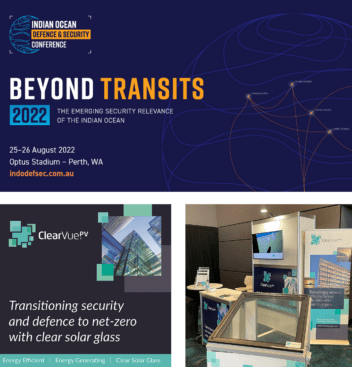 INDIAN OCEAN
DEFENCE & SECURITY
CONFERENCE
BEYOND TRANSITS
2022
THE EMERGING SECURITY RELEVANCE
OF THE INDIAN OCEAN
25–26 August 2022
Optus Stadium – Perth, WA
indodefsec.com.au
ClearVuePV
Transitioning security
and defence to net-zero
with clear solar glass
Energy Efficient | Energy Generating | Clear Solar Glass